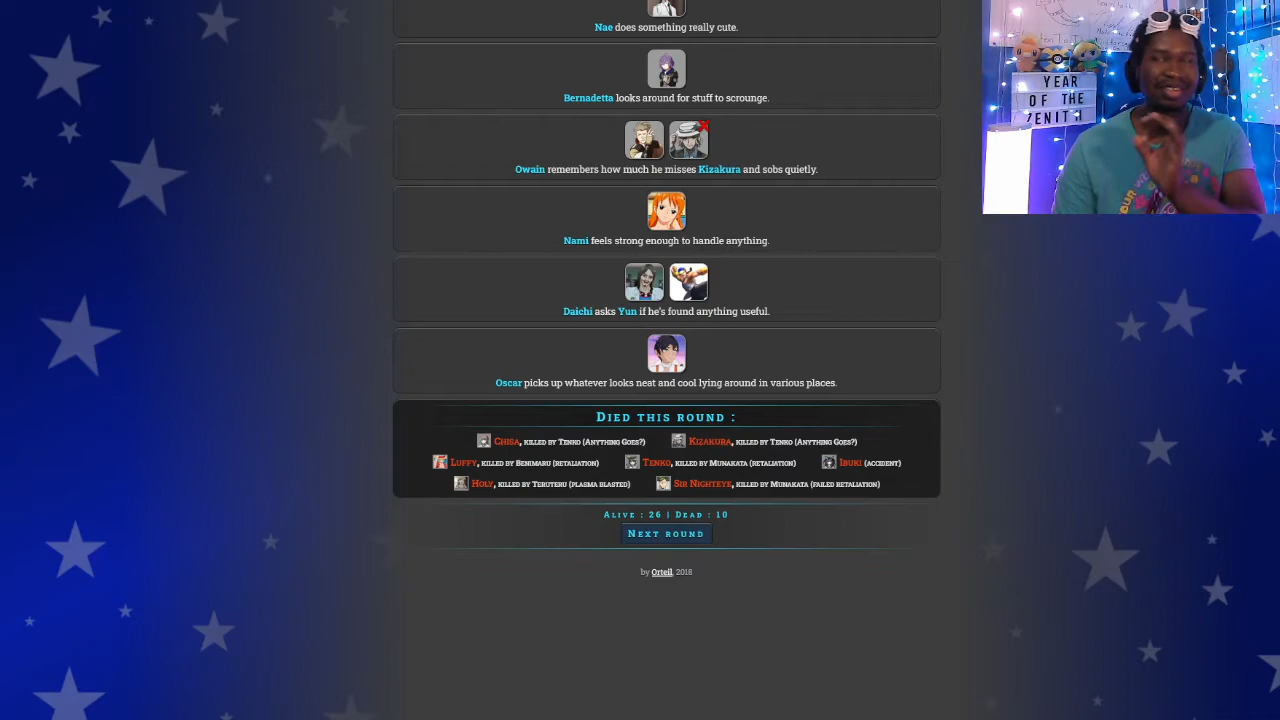 Nae does something really cute.
Bernadetta looks around for stuff to scrounge.
Owain remembers how much he misses Kizakura and sobs quietly.
Nami feels strong enough to handle anything.
Daichi asks Yun if he's found anything useful.
Oscar picks up whatever looks neat and cool lying around in various places.
Died this round :
Chisa, killed by Tenko (Anything Goes?) Kizakura, killed by Tenko (Anything Goes?)
Luffy, killed by Benimaru (retaliation) Tenko, killed by Munakata (retaliation) Ibuki (accident)
Holy, killed by Teruteru (plasma blasted) Sir Nighteye, killed by Munakata (failed retaliation)
Alive : 26 | Dead : 10
Next round
by Orteil, 2018
YEAR
OF THE
ZENITH